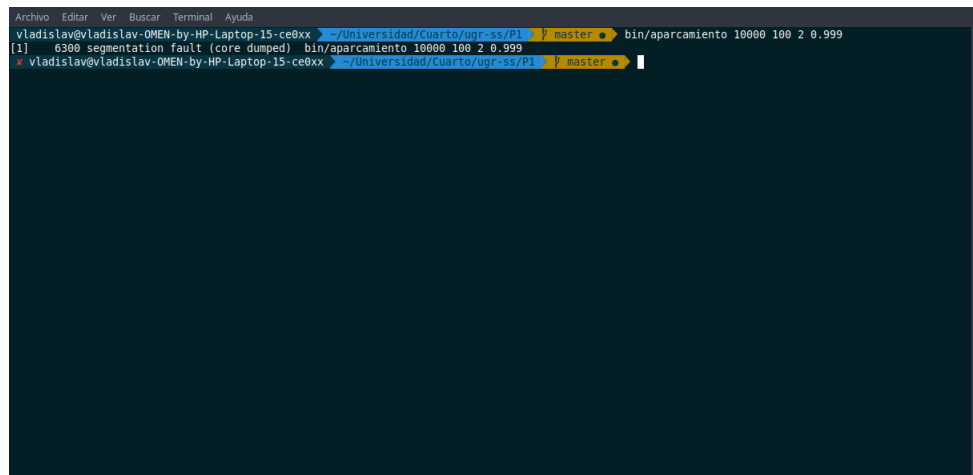 Archivo Editar Ver Buscar Terminal Ayuda
vladislav@vladislav-OMEN-by-HP-Laptop-15-ce0xx ~/Universidad/Cuarto/ugr-ss/P1 master ● bin/aparcamiento 10000 100 2 0.999
[1] 6300 segmentation fault (core dumped) bin/aparcamiento 10000 100 2 0.999
✘ vladislav@vladislav-OMEN-by-HP-Laptop-15-ce0xx ~/Universidad/Cuarto/ugr-ss/P1 master ●